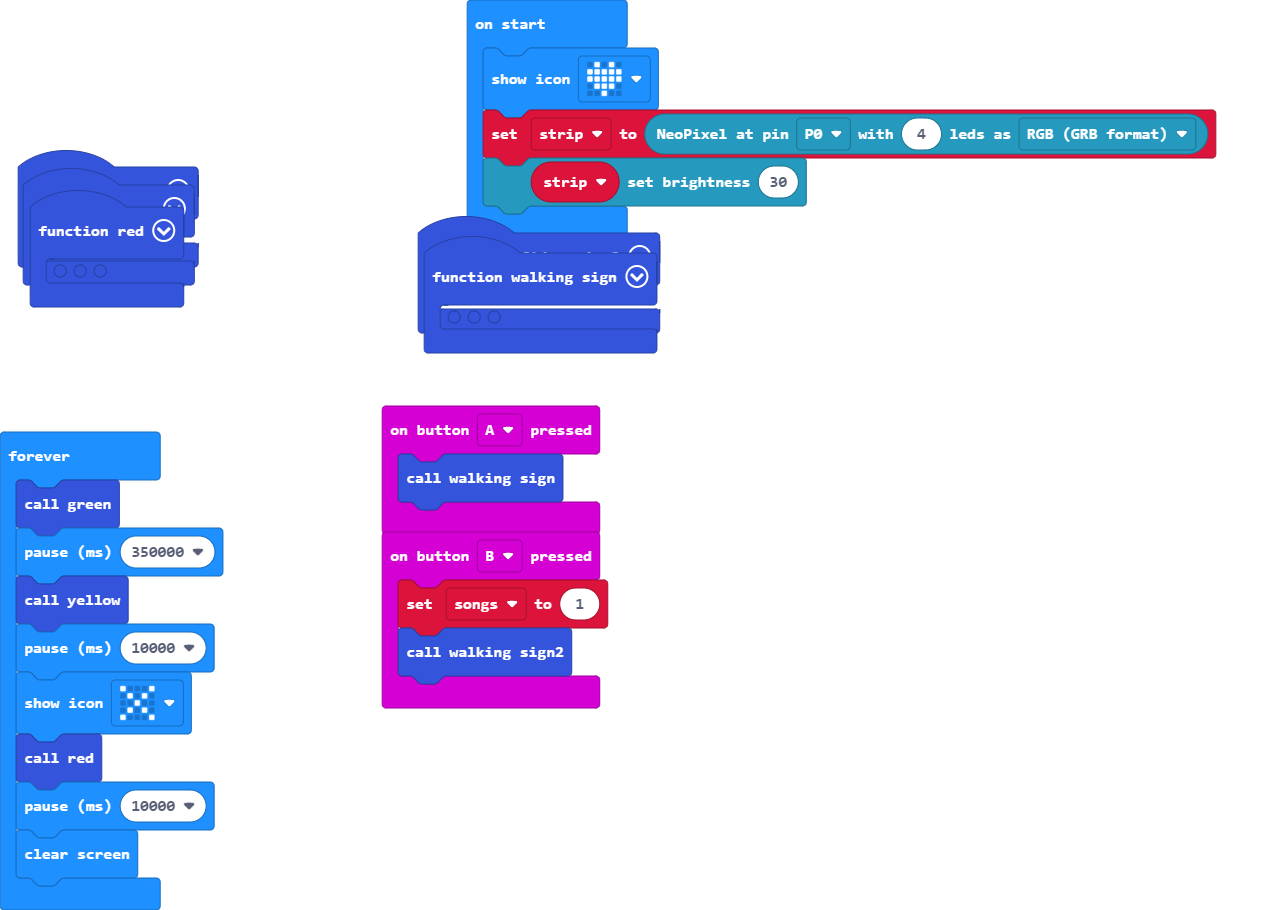 on start
show icon
set strip to NeoPixel at pin P0 with 4 leds as RGB (GRB format)
strip set brightness 30
function red
function walking sign
forever
call green
pause (ms) 350000
call yellow
pause (ms) 10000
show icon
call red
pause (ms) 10000
clear screen
on button A pressed
call walking sign
on button B pressed
set songs to 1
call walking sign2